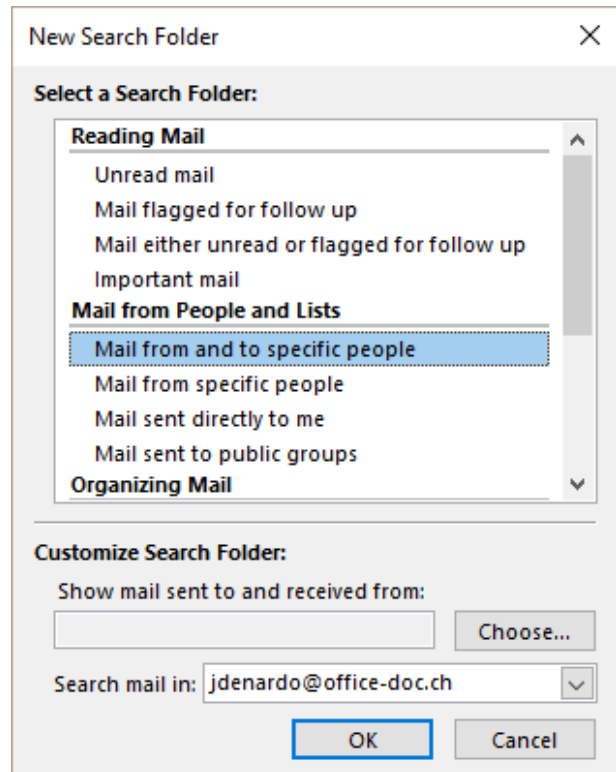 New Search Folder
Select a Search Folder:
Reading Mail
Unread mail
Mail flagged for follow up
Mail either unread or flagged for follow up
Important mail
Mail from People and Lists
Mail from and to specific people
Mail from specific people
Mail sent directly to me
Mail sent to public groups
Organizing Mail
Customize Search Folder:
Show mail sent to and received from:
Choose...
Search mail in: jdenardo@office-doc.ch
OK Cancel